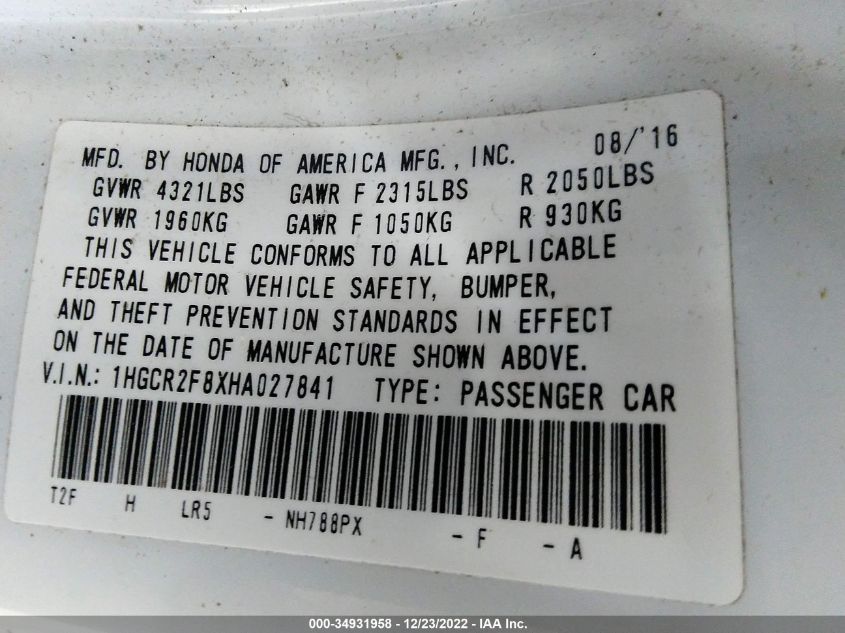 MFD. BY HONDA OF AMERICA MFG., INC. 08/'16
GVWR 4321LBS GAWR F 2315LBS R 2050LBS
GVWR 1960KG GAWR F 1050KG R 930KG
THIS VEHICLE CONFORMS TO ALL APPLICABLE
FEDERAL MOTOR VEHICLE SAFETY, BUMPER,
AND THEFT PREVENTION STANDARDS IN EFFECT
ON THE DATE OF MANUFACTURE SHOWN ABOVE.
V.I.N.: 1HGCR2F8XHA027841 TYPE: PASSENGER CAR
T2F H LR5 - NH788PX - F - A
000-34931958 - 12/23/2022 - IAA Inc.